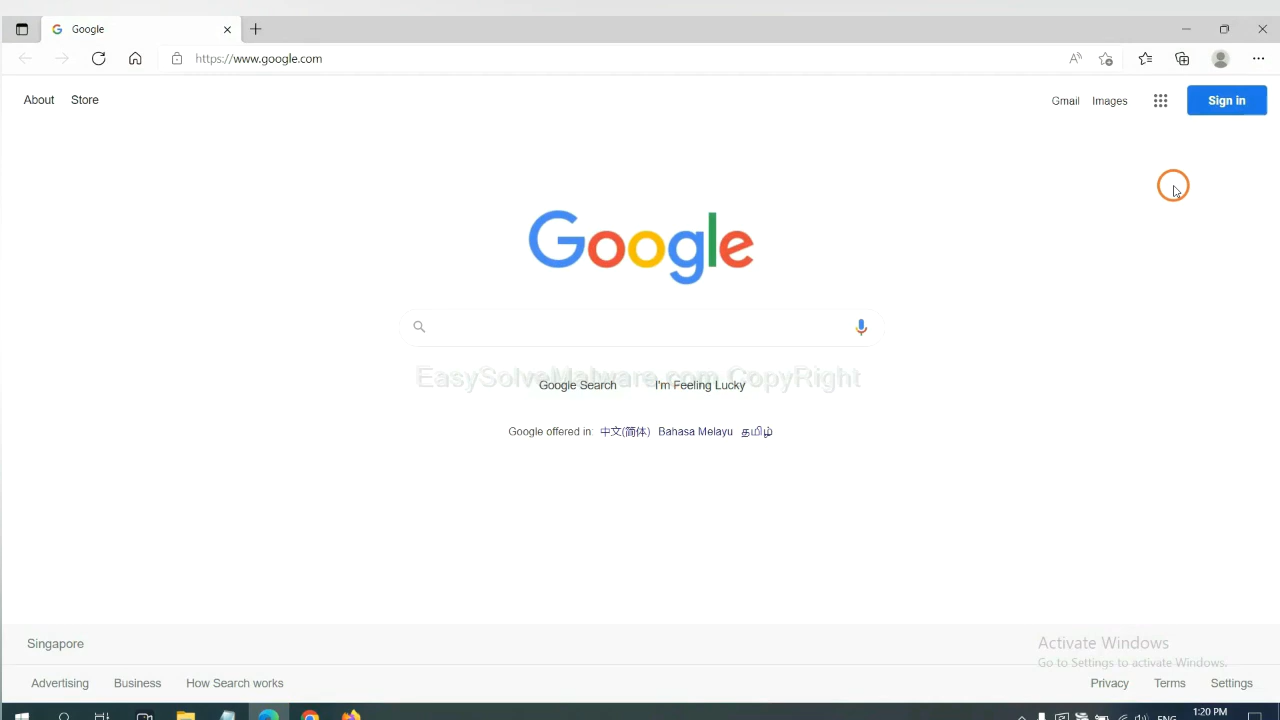 Google
https://www.google.com
About Store
Gmail Images Sign in
Google
EasySolveMalware.com CopyRight
Google Search I'm Feeling Lucky
Google offered in: 中文(简体) Bahasa Melayu தமிழ்
Singapore
Activate Windows
Go to Settings to activate Windows.
Advertising Business How Search works
Privacy Terms Settings
ENG 1:20 PM